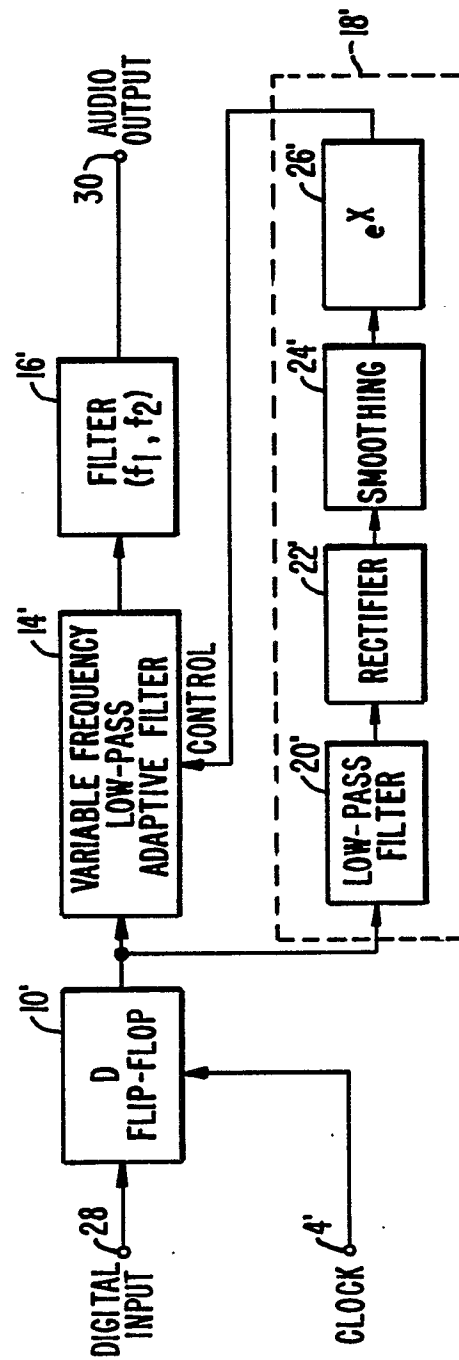 DIGITAL
INPUT
28
CLOCK
4'
10'
D
FLIP-FLOP
14'
VARIABLE FREQUENCY
LOW-PASS
ADAPTIVE FILTER
CONTROL
16'
FILTER
(f1, f2)
30
AUDIO
OUTPUT
18'
20'
LOW-PASS
FILTER
22'
RECTIFIER
24'
SMOOTHING
26'
eX